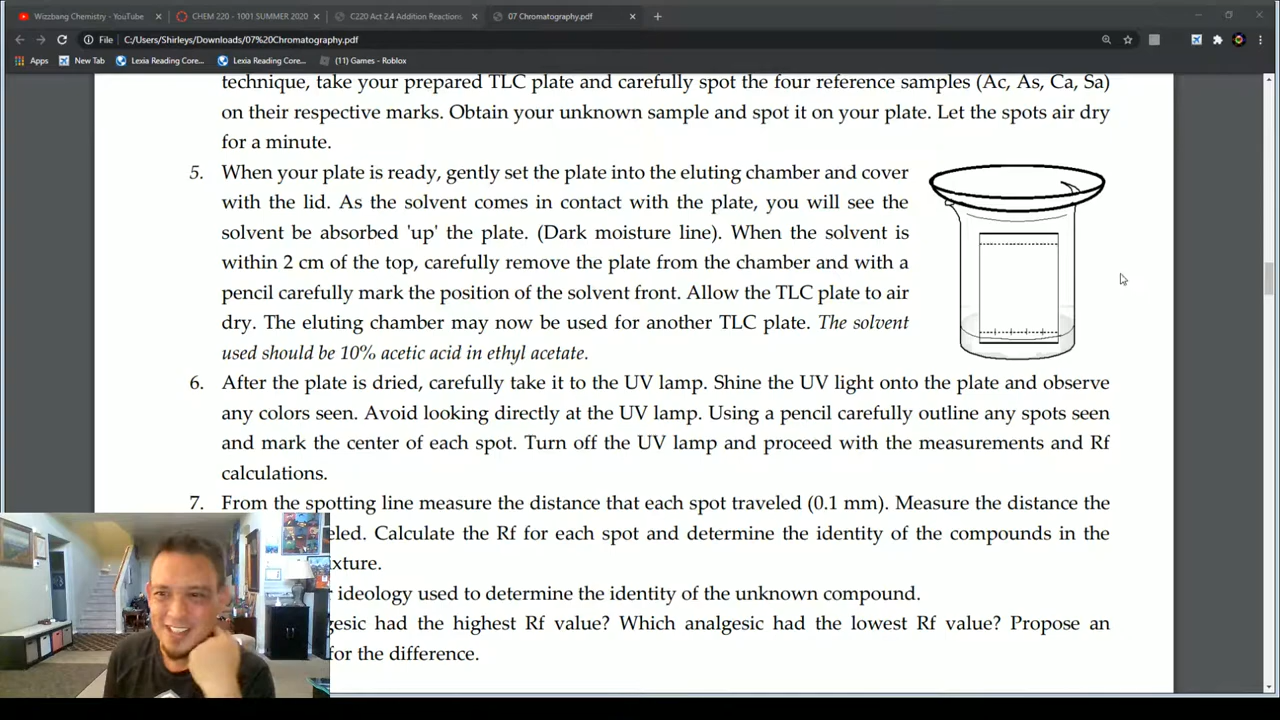 Wizzbang Chemistry - YouTube
CHEM 220 - 1001 SUMMER 2020
C220 Act 2.4 Addition Reactions
07 Chromatography.pdf
File
C:/Users/Shirleys/Downloads/07%20Chromatography.pdf
Apps
New Tab
Lexia Reading Core...
Lexia Reading Core...
(11) Games - Roblox
technique, take your prepared TLC plate and carefully spot the four reference samples (Ac, As, Ca, Sa)
on their respective marks. Obtain your unknown sample and spot it on your plate. Let the spots air dry
for a minute.
5. When your plate is ready, gently set the plate into the eluting chamber and cover
with the lid. As the solvent comes in contact with the plate, you will see the
solvent be absorbed 'up' the plate. (Dark moisture line). When the solvent is
within 2 cm of the top, carefully remove the plate from the chamber and with a
pencil carefully mark the position of the solvent front. Allow the TLC plate to air
dry. The eluting chamber may now be used for another TLC plate. The solvent
used should be 10% acetic acid in ethyl acetate.
6. After the plate is dried, carefully take it to the UV lamp. Shine the UV light onto the plate and observe
any colors seen. Avoid looking directly at the UV lamp. Using a pencil carefully outline any spots seen
and mark the center of each spot. Turn off the UV lamp and proceed with the measurements and Rf
calculations.
7. From the spotting line measure the distance that each spot traveled (0.1 mm). Measure the distance the
eled. Calculate the Rf for each spot and determine the identity of the compounds in the
xture.
r ideology used to determine the identity of the unknown compound.
gesic had the highest Rf value? Which analgesic had the lowest Rf value? Propose an
for the difference.